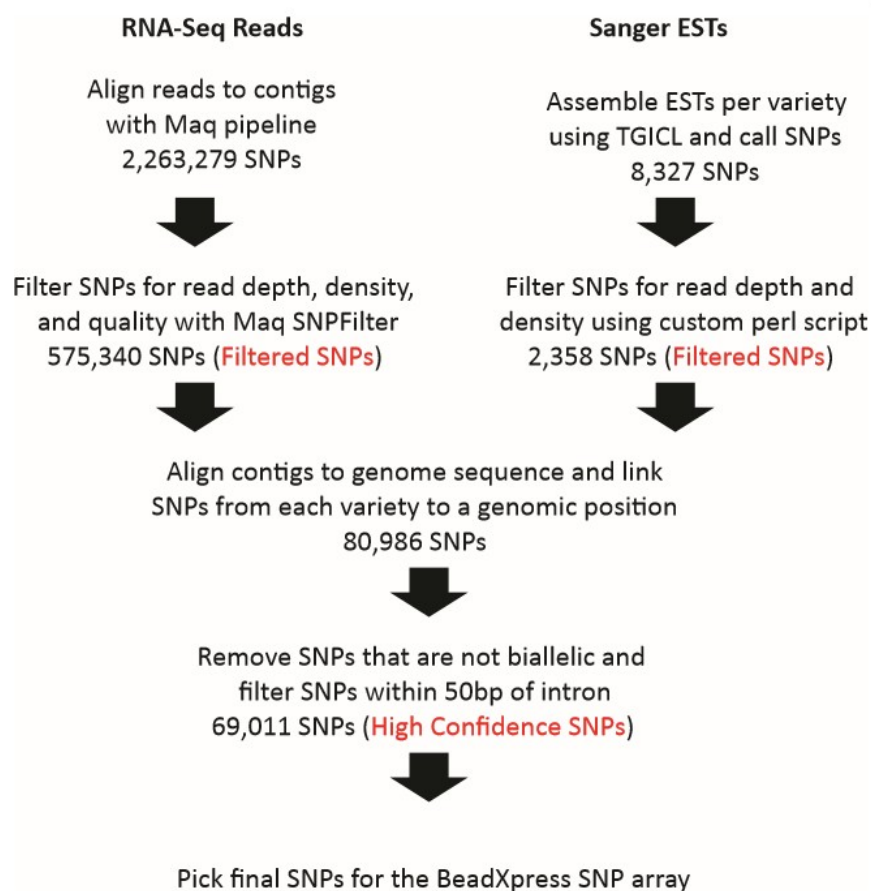 RNA-Seq Reads
Align reads to contigs
with Maq pipeline
2,263,279 SNPs
Filter SNPs for read depth, density,
and quality with Maq SNPFilter
575,340 SNPs (Filtered SNPs)
Sanger ESTs
Assemble ESTs per variety
using TGICL and call SNPs
8,327 SNPs
Filter SNPs for read depth and
density using custom perl script
2,358 SNPs (Filtered SNPs)
Align contigs to genome sequence and link
SNPs from each variety to a genomic position
80,986 SNPs
Remove SNPs that are not biallelic and
filter SNPs within 50bp of intron
69,011 SNPs (High Confidence SNPs)
Pick final SNPs for the BeadXpress SNP array